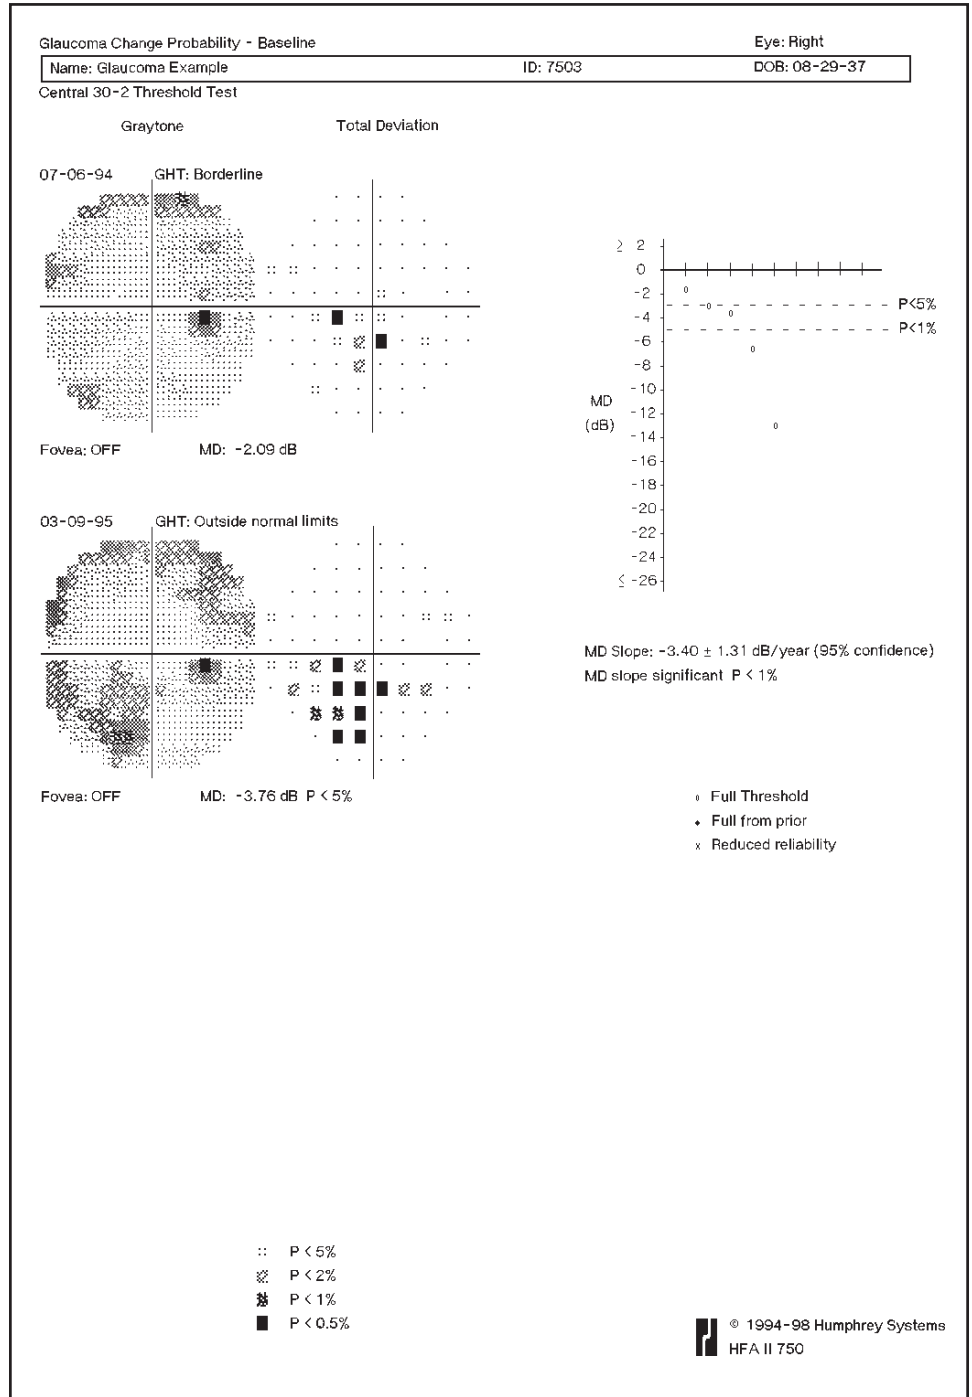 Glaucoma Change Probability - Baseline
Eye: Right
Name: Glaucoma Example
ID: 7503
DOB: 08-29-37
Central 30-2 Threshold Test
Graytone
Total Deviation
07-06-94
GHT: Borderline
Fovea: OFF
MD: -2.09 dB
03-09-95
GHT: Outside normal limits
Fovea: OFF
MD: -3.76 dB P < 5%
≥ 2
0
-2
P<5%
-4
P<1%
-6
-8
-10
MD
(dB)
-12
-14
-16
-18
-20
-22
-24
≤ -26
MD Slope: -3.40 ± 1.31 dB/year (95% confidence)
MD slope significant P < 1%
Full Threshold
Full from prior
x Reduced reliability
:: P < 5%
P < 2%
P < 1%
■ P < 0.5%
© 1994-98 Humphrey Systems
HFA II 750